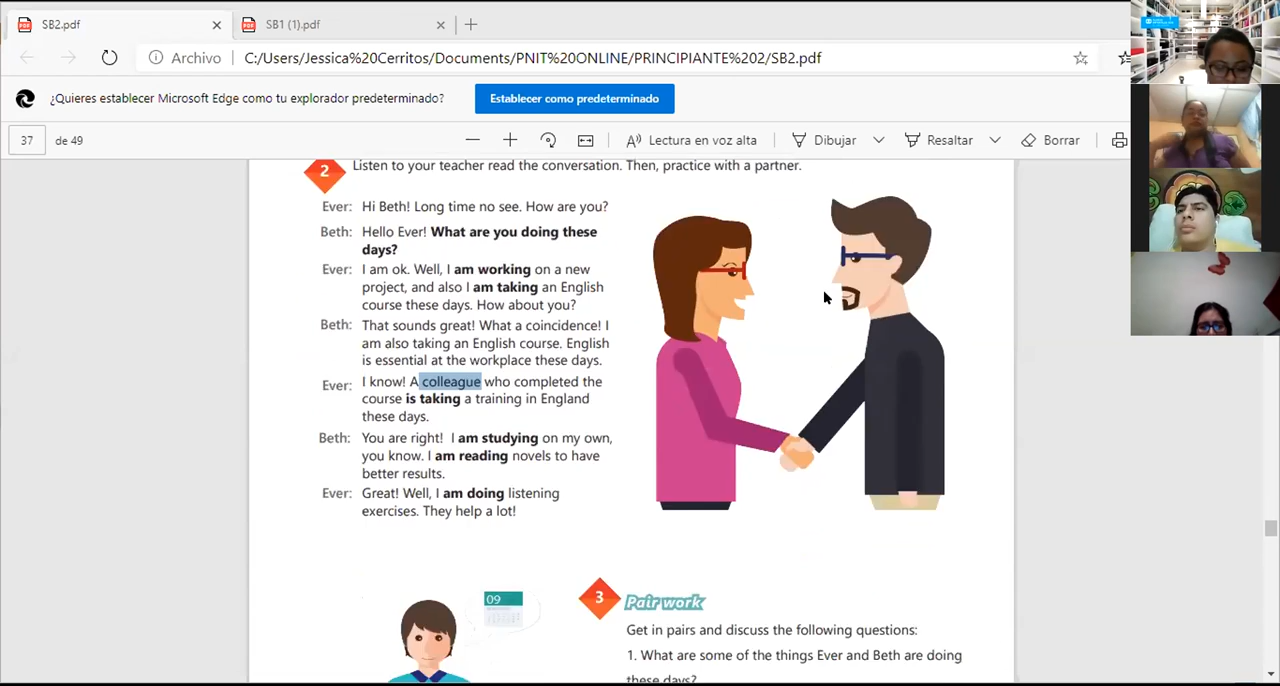 SB2.pdf
SB1 (1).pdf
Archivo
C:/Users/Jessica%20Cerritos/Documents/PNIT%20ONLINE/PRINCIPIANTE%202/SB2.pdf
¿Quieres establecer Microsoft Edge como tu explorador predeterminado?
Establecer como predeterminado
37 de 49
Lectura en voz alta
Dibujar
Resaltar
Borrar
2 Listen to your teacher read the conversation. Then, practice with a partner.
Ever: Hi Beth! Long time no see. How are you?
Beth: Hello Ever! What are you doing these
days?
Ever: I am ok. Well, I am working on a new
project, and also I am taking an English
course these days. How about you?
Beth: That sounds great! What a coincidence! I
am also taking an English course. English
is essential at the workplace these days.
Ever: I know! A colleague who completed the
course is taking a training in England
these days.
Beth: You are right! I am studying on my own,
you know. I am reading novels to have
better results.
Ever: Great! Well, I am doing listening
exercises. They help a lot!
09
3 Pair work
Get in pairs and discuss the following questions:
1. What are some of the things Ever and Beth are doing
these days?